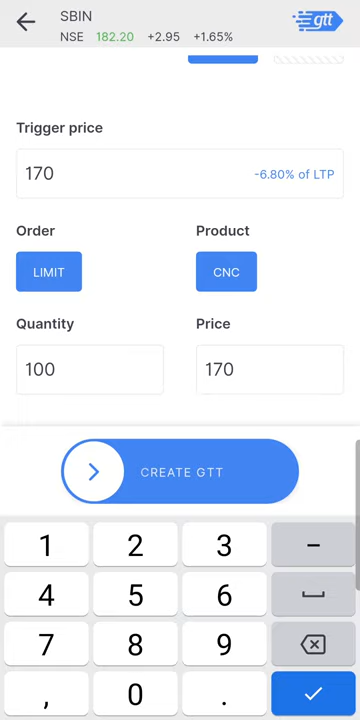 SBIN
gtt
NSE 182.20 +2.95 +1.65%
Trigger price
170 -6.80% of LTP
Order Product
LIMIT CNC
Quantity Price
100 170
CREATE GTT
1 2 3 –
4 5 6
7 8 9
, 0 .